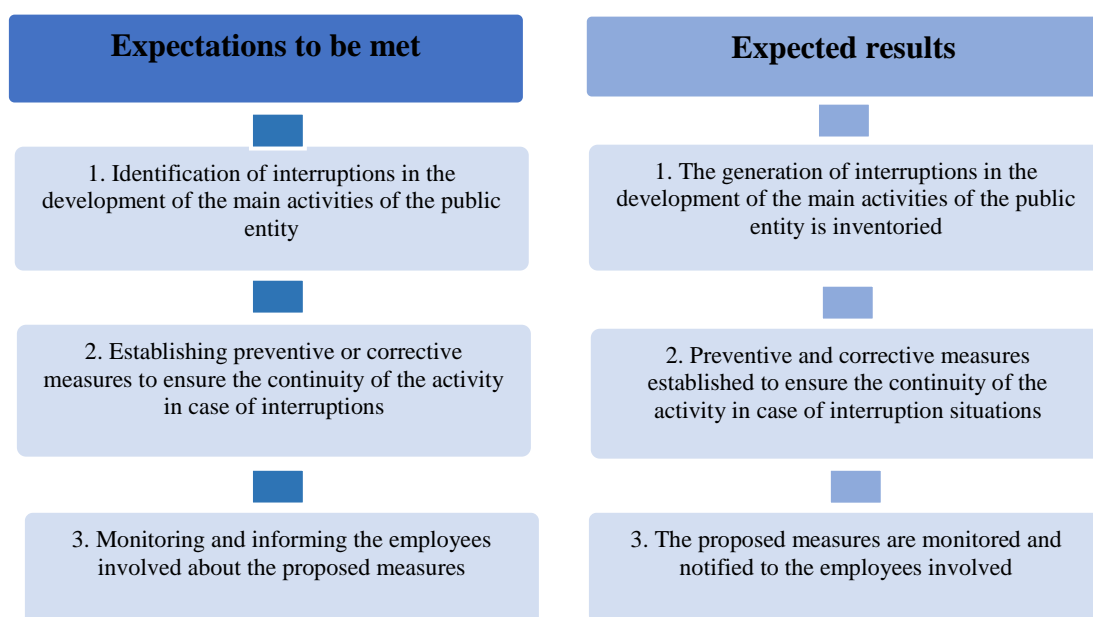 Expectations to be met
1. Identification of interruptions in the
development of the main activities of the public
entity
2. Establishing preventive or corrective
measures to ensure the continuity of the activity
in case of interruptions
3. Monitoring and informing the employees
involved about the proposed measures
Expected results
1. The generation of interruptions in the
development of the main activities of the public
entity is inventoried
2. Preventive and corrective measures
established to ensure the continuity of the
activity in case of interruption situations
3. The proposed measures are monitored and
notified to the employees involved